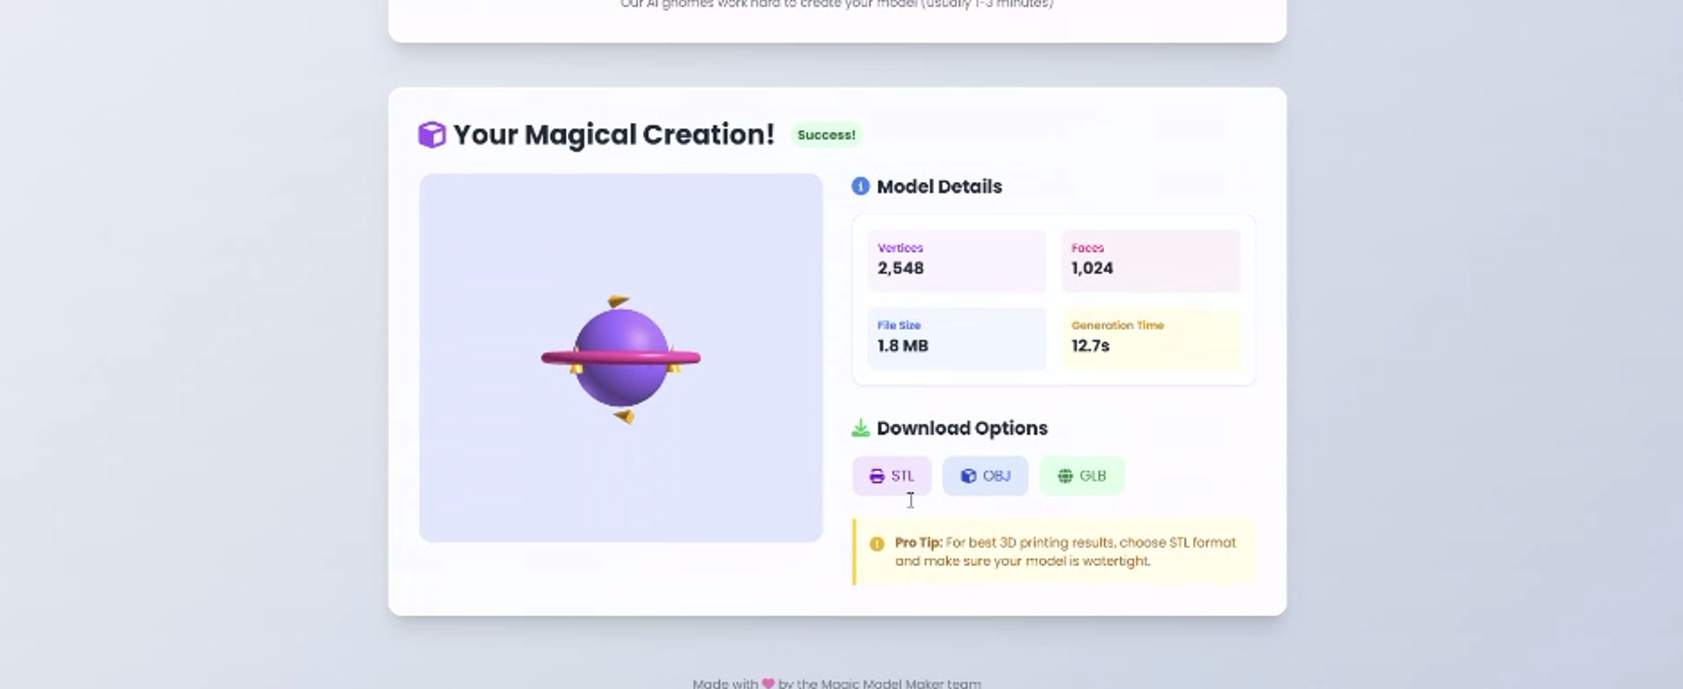 Our AI gnomes work hard to create your model (usually 1-3 minutes)
Your Magical Creation!
Success!
Model Details
Vertices
2,548
Faces
1,024
File Size
1.8 MB
Generation Time
12.7s
Download Options
STL
OBJ
GLB
Pro Tip: For best 3D printing results, choose STL format
and make sure your model is watertight.
Made with ❤ by the Magic Model Maker team